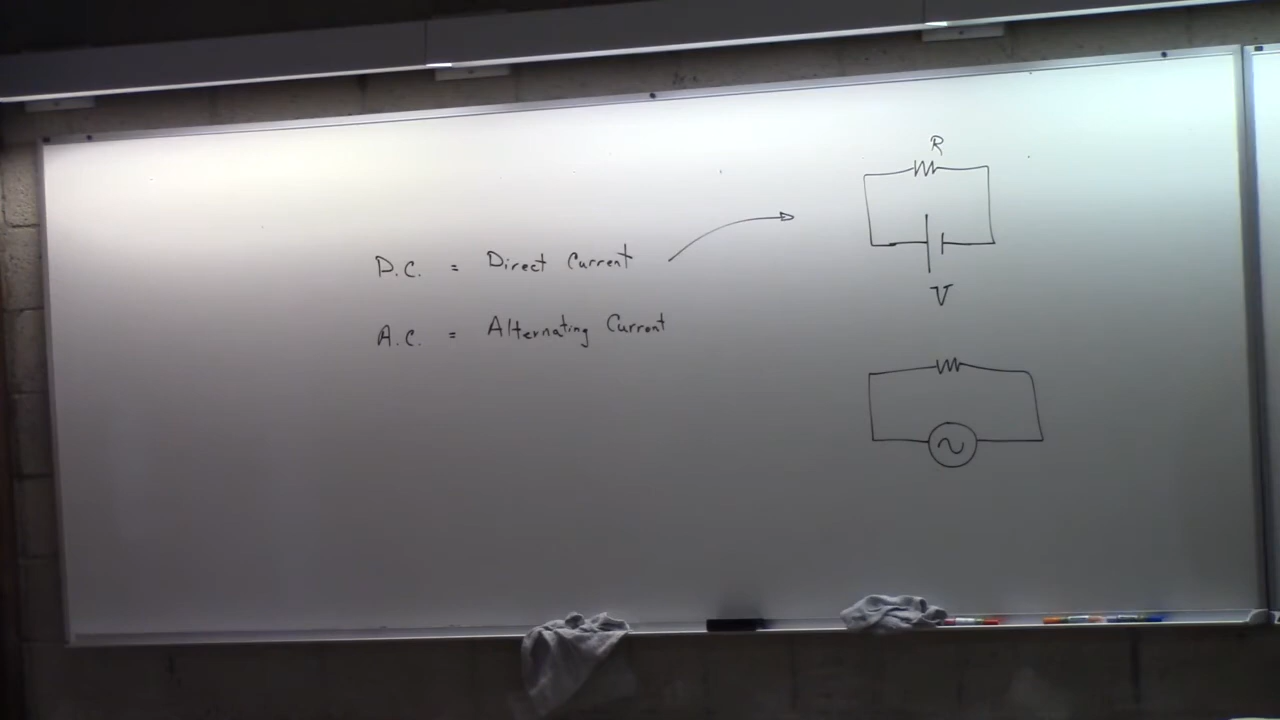 D.C. = Direct Current
A.C. = Alternating Current
R
V